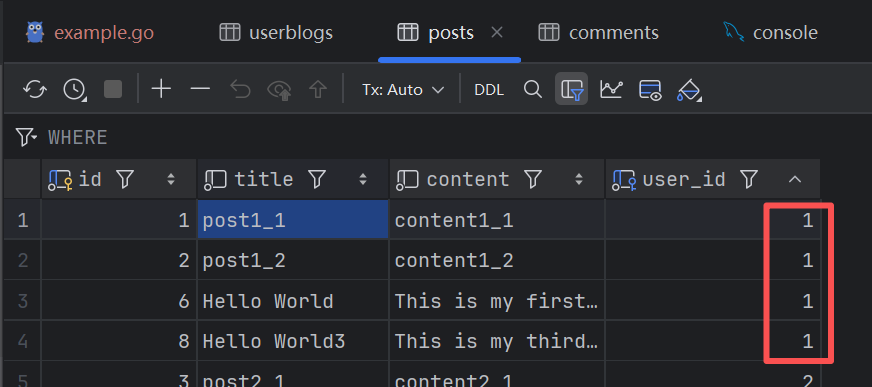 example.go userblogs posts comments console
Tx: Auto DDL
WHERE
id title content user_id
1 1 post1_1 content1_1 1
2 2 post1_2 content1_2 1
3 6 Hello World This is my first… 1
4 8 Hello World3 This is my third… 1
5 3 post2_1 content2_1 2